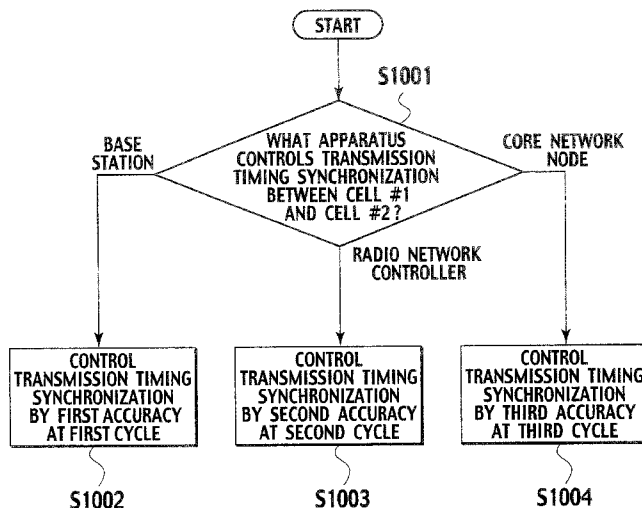 START
S1001
WHAT APPARATUS
CONTROLS TRANSMISSION
TIMING SYNCHRONIZATION
BETWEEN CELL #1
AND CELL #2?
BASE
STATION
CORE NETWORK
NODE
RADIO NETWORK
CONTROLLER
CONTROL
TRANSMISSION TIMING
SYNCHRONIZATION
BY FIRST ACCURACY
AT FIRST CYCLE
CONTROL
TRANSMISSION TIMING
SYNCHRONIZATION
BY SECOND ACCURACY
AT SECOND CYCLE
CONTROL
TRANSMISSION TIMING
SYNCHRONIZATION
BY THIRD ACCURACY
AT THIRD CYCLE
S1002
S1003
S1004